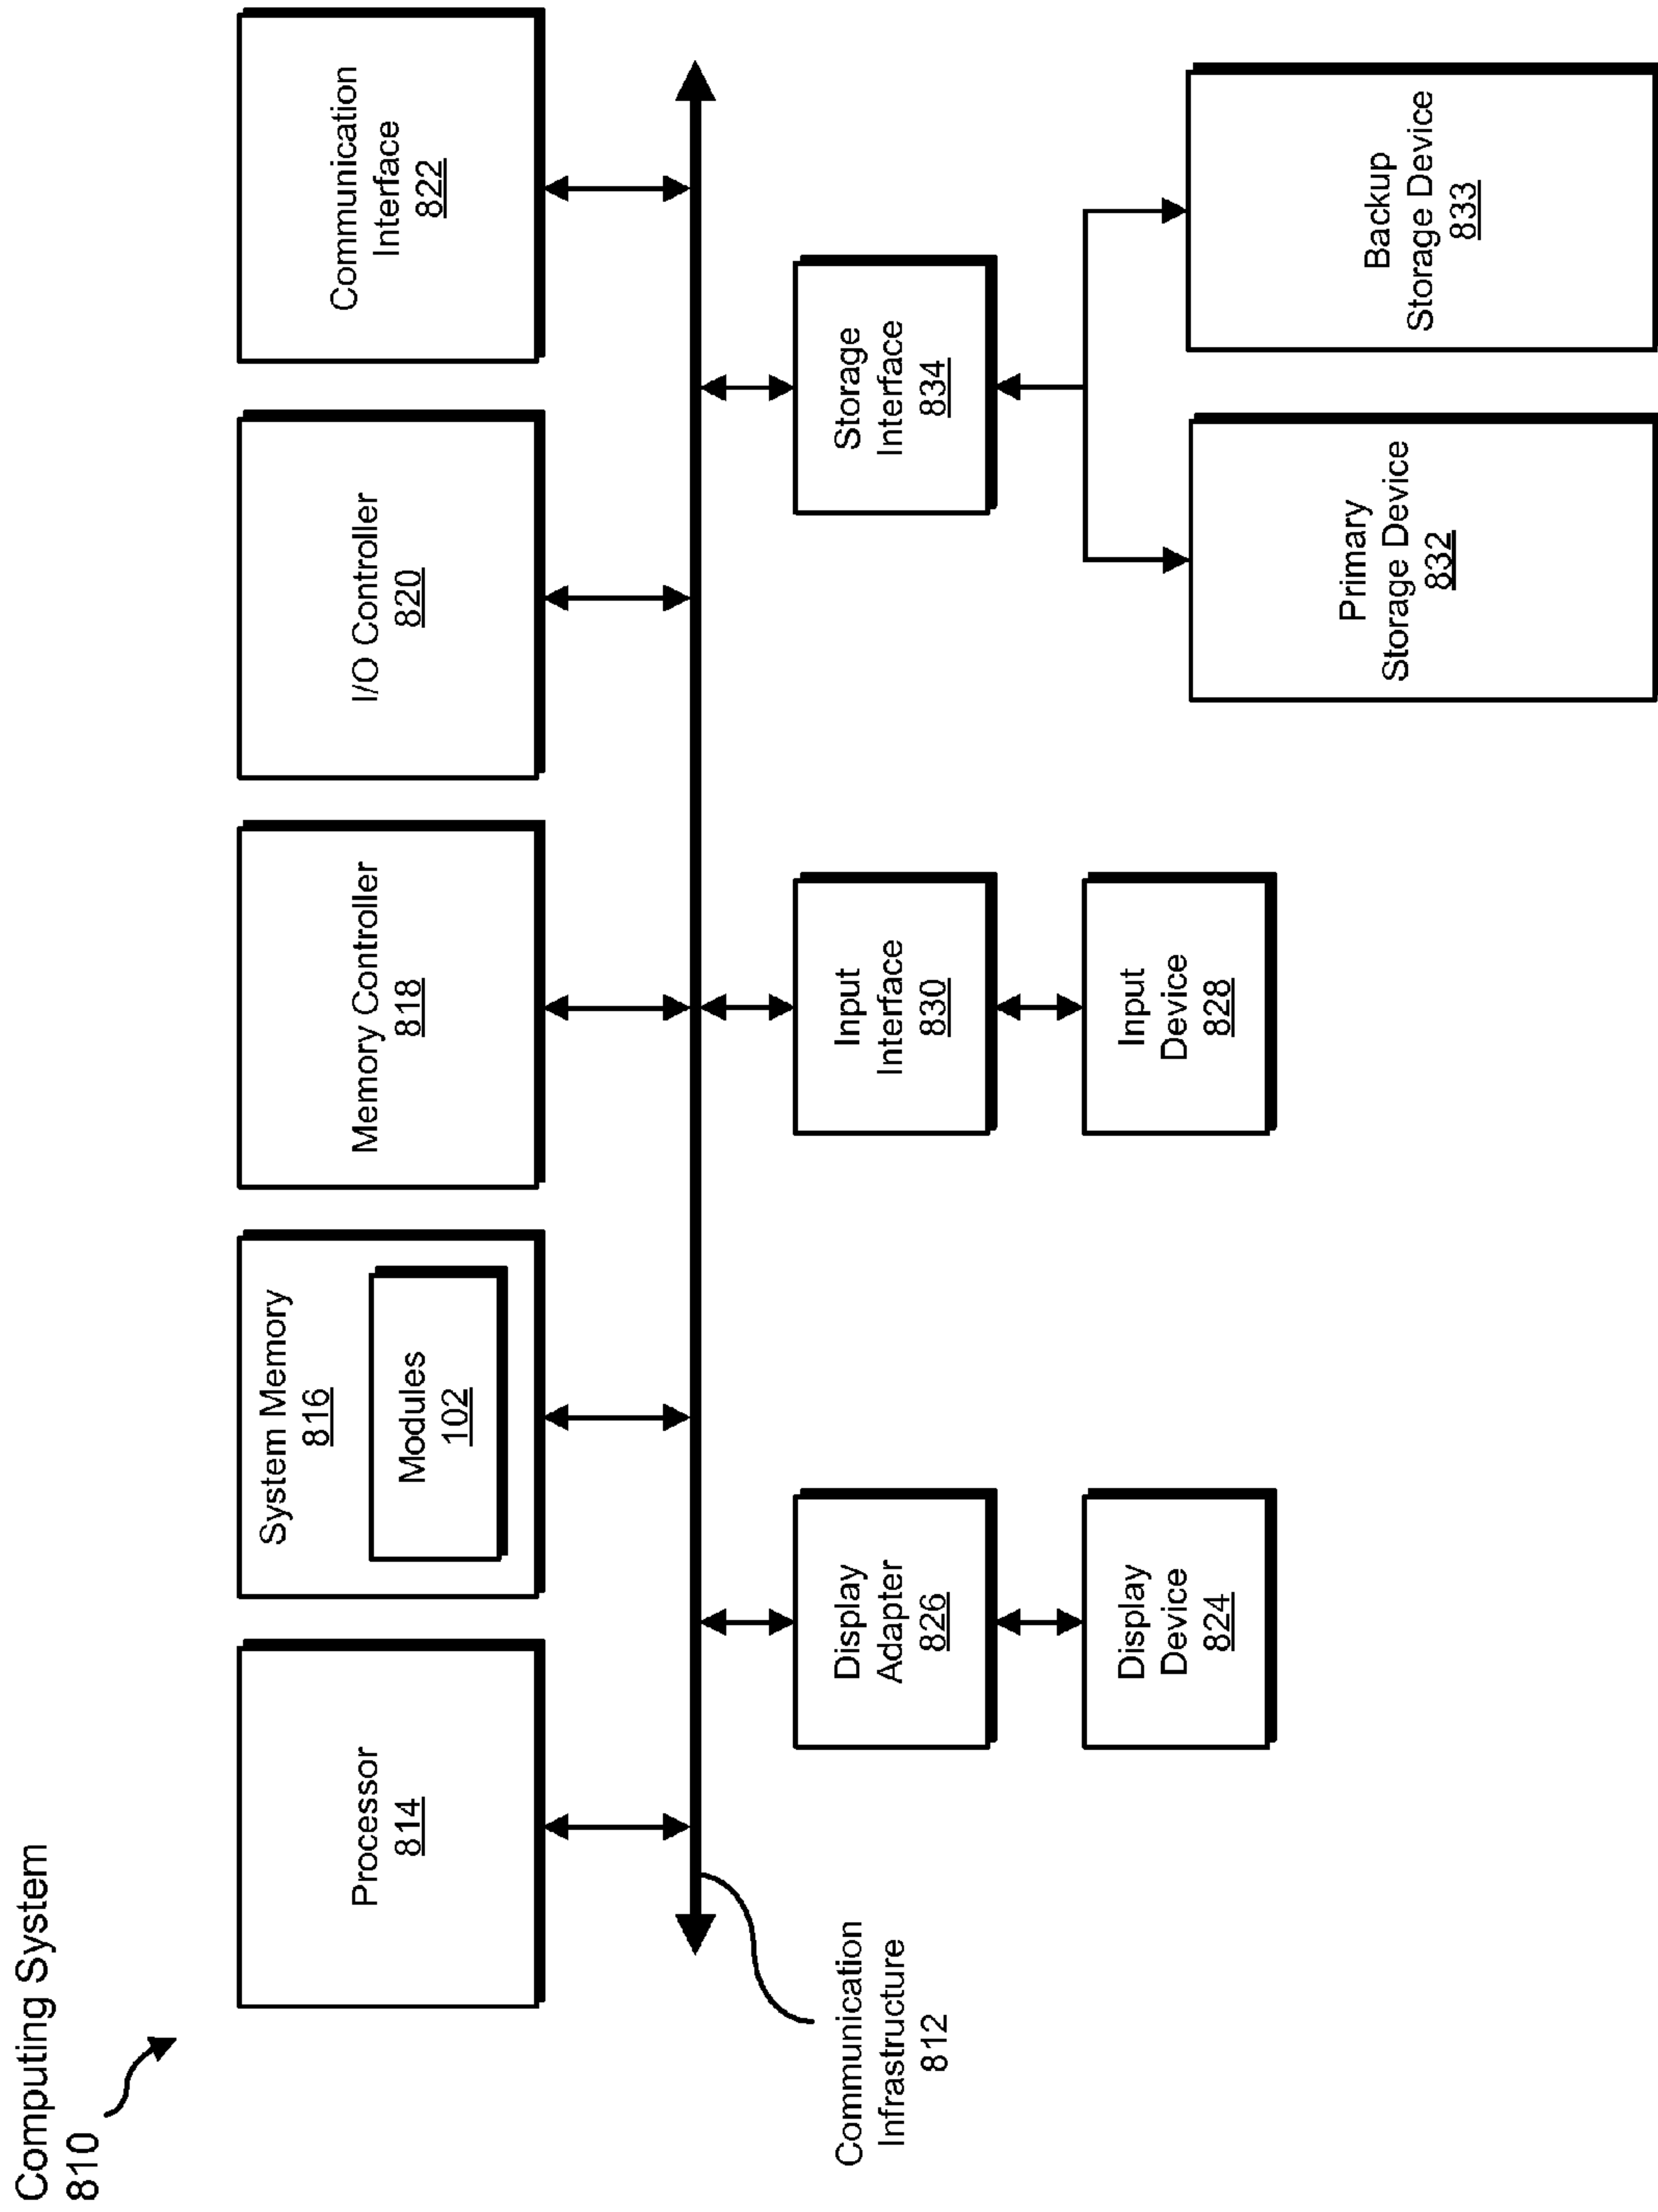 Computing System
810
Processor
814
System Memory
816
Modules
102
Memory Controller
818
I/O Controller
820
Communication
Interface
822
Communication
Infrastructure
812
Display
Adapter
826
Input
Interface
830
Storage
Interface
834
Display
Device
824
Input
Device
828
Primary
Storage Device
832
Backup
Storage Device
833